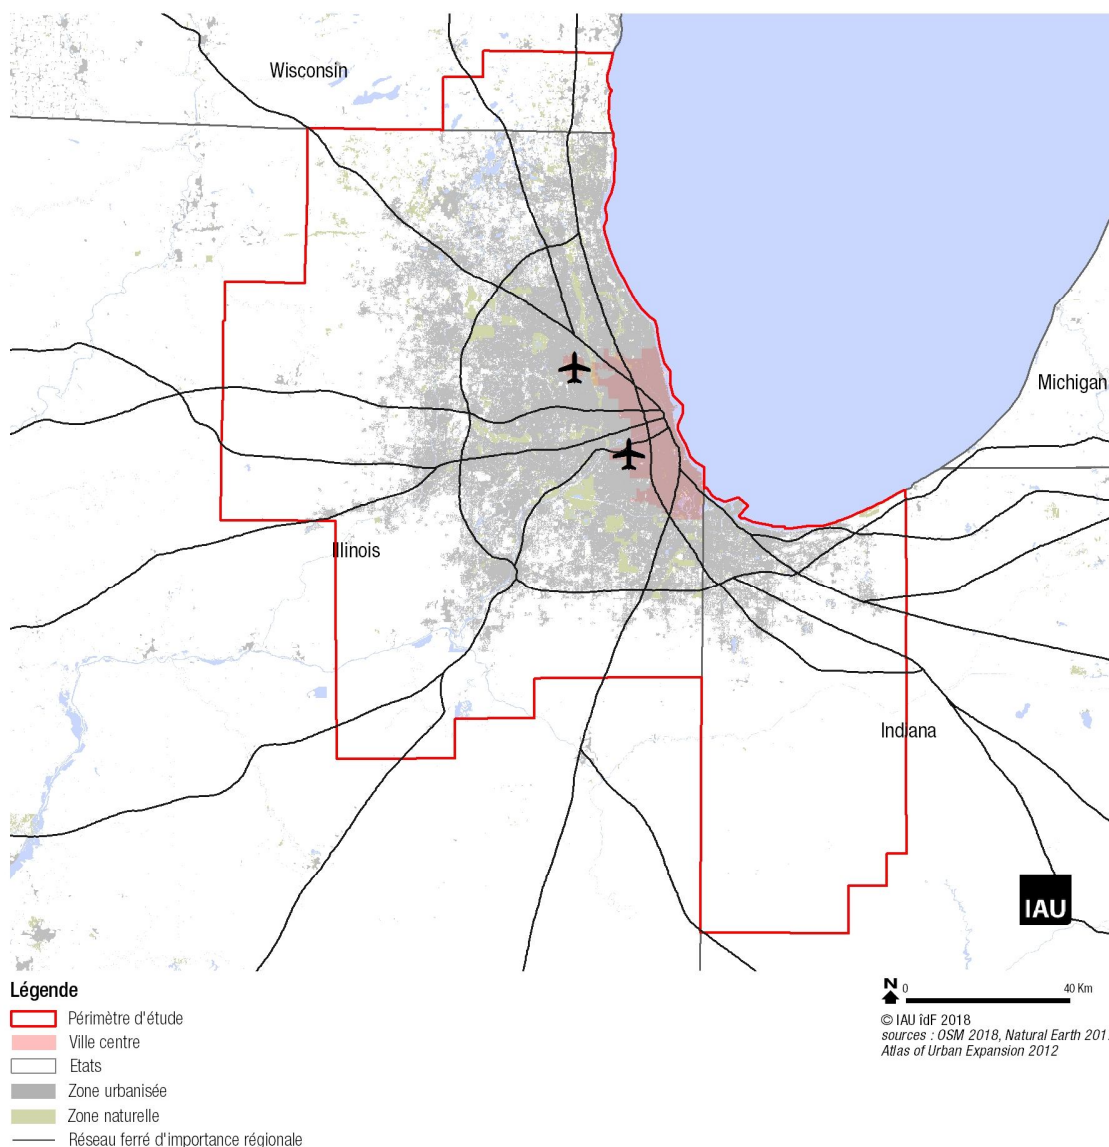 Wisconsin
Michigan
Illinois
Indiana
IAU
Légende
Périmètre d'étude
Ville centre
Etats
Zone urbanisée
Zone naturelle
Réseau ferré d'importance régionale
N 0 40 Km
© IAU îdF 2018
sources : OSM 2018, Natural Earth 201
Atlas of Urban Expansion 2012